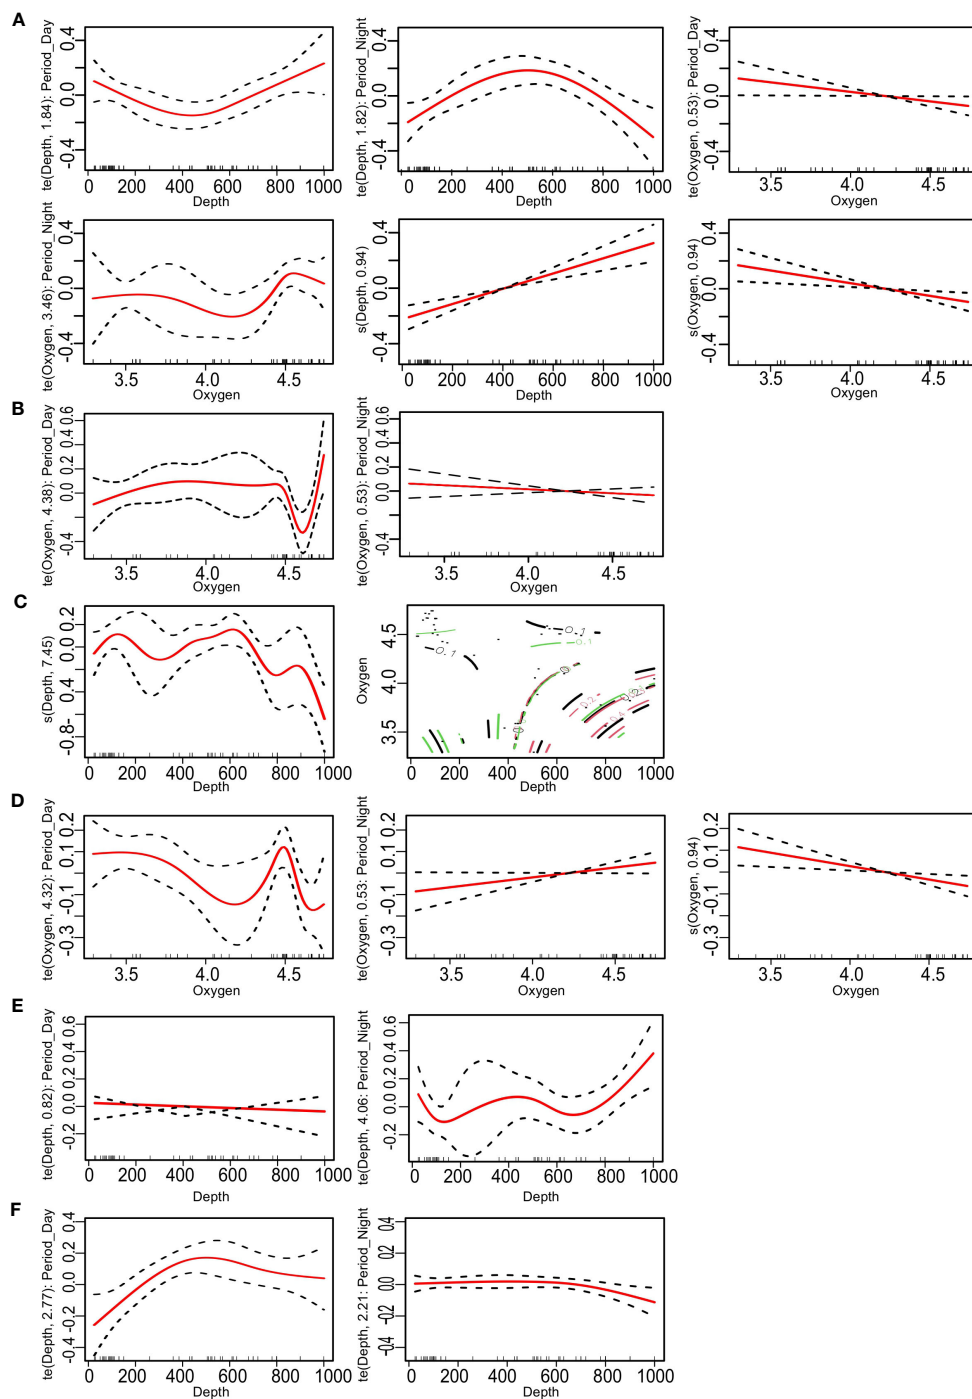 A
te(Depth, 1.84): Period_Day
0.4
0.0
-0.4
0 200 400 600 800 1000
Depth
te(Depth, 1.82): Period_Night
0.4
0.0
-0.4
0 200 400 600 800 1000
Depth
te(Oxygen, 0.53): Period_Day
0.4
0.0
-0.4
3.5 4.0 4.5
Oxygen
te(Oxygen, 3.46): Period_Night
0.4
0.0
-0.4
3.5 4.0 4.5
Oxygen
s(Depth, 0.94)
0.4
0.0
-0.4
0 200 400 600 800 1000
Depth
s(Oxygen, 0.94)
0.4
0.0
-0.4
3.5 4.0 4.5
Oxygen
B
te(Oxygen, 4.38): Period_Day
0.6
0.4
0.2
0.0
-0.4
3.5 4.0 4.5
Oxygen
te(Oxygen, 0.53): Period_Night
0.6
0.4
0.2
0.0
-0.4
3.5 4.0 4.5
Oxygen
C
s(Depth, 7.45)
0.2
0.0
0.4
0.8-
0 200 400 600 800 1000
Depth
Oxygen
4.5
4.0
3.5
0 200 400 600 800 1000
Depth
D
te(Oxygen, 4.32): Period_Day
0.2
0.1
-0.1
-0.3
3.5 4.0 4.5
Oxygen
te(Oxygen, 0.53): Period_Night
0.2
0.1
-0.1
-0.3
3.5 4.0 4.5
Oxygen
s(Oxygen, 0.94)
0.2
0.1
-0.1
-0.3
3.5 4.0 4.5
Oxygen
E
te(Depth, 0.82): Period_Day
0.6
0.4
0.2
0.0
-0.2
0 200 400 600 800 1000
Depth
te(Depth, 4.06: Period_Night
0.6
0.4
0.2
0.0
-0.2
0 200 400 600 800 1000
Depth
F
te(Depth, 2.77): Period_Day
0.4
0.2
0.0
-0.2
-0.4
0 200 400 600 800 1000
Depth
te(Depth, 2.21: Period_Night
0.4
0.2
0.0
-0.2
-0.4
0 200 400 600 800 1000
Depth